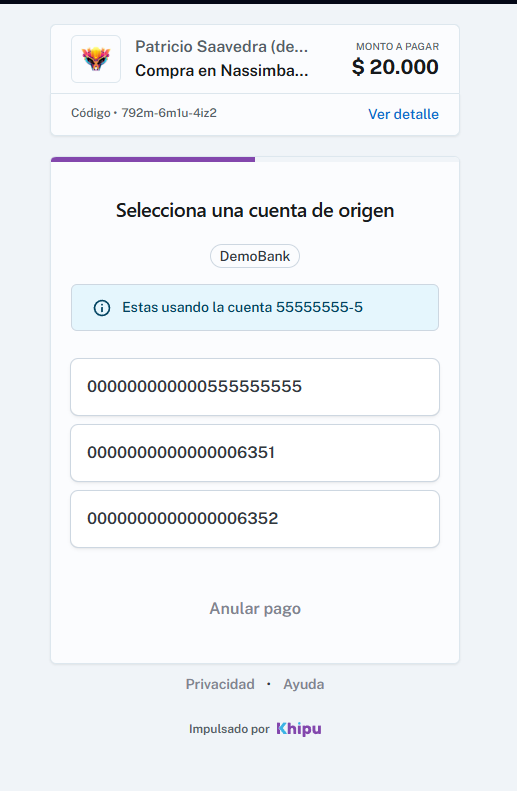 Patricio Saavedra (de...
MONTO A PAGAR
Compra en Nassimba...
$ 20.000
Código • 792m-6m1u-4iz2
Ver detalle
Selecciona una cuenta de origen
DemoBank
Estas usando la cuenta 55555555-5
000000000000555555555
0000000000000006351
0000000000000006352
Anular pago
Privacidad • Ayuda
Impulsado por Khipu